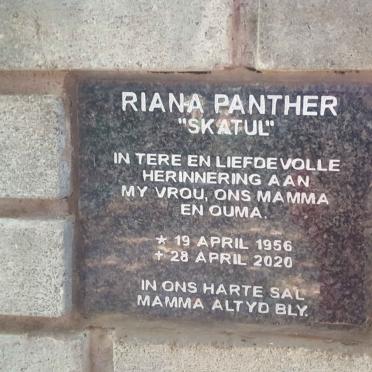 RIANA PANTHER
"SKATUL"
IN TERE EN LIEFDEVOLLE
HERINNERING AAN
MY VROU, ONS MAMMA
EN OUMA.
* 19 APRIL 1956
+ 28 APRIL 2020
IN ONS HARTE SAL
MAMMA ALTYD BLY.